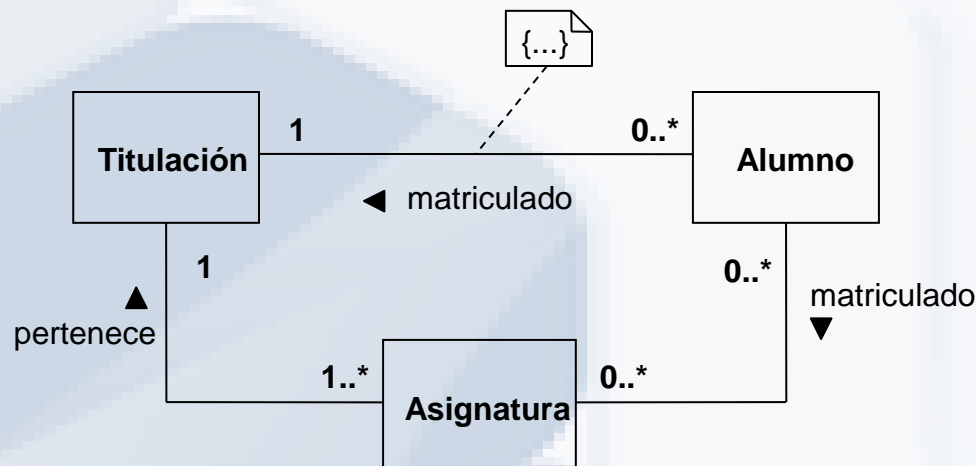 {...}
1
0..*
Titulación
Alumno
◄ matriculado
1
0..*
▲
pertenece
matriculado
▼
1..*
0..*
Asignatura